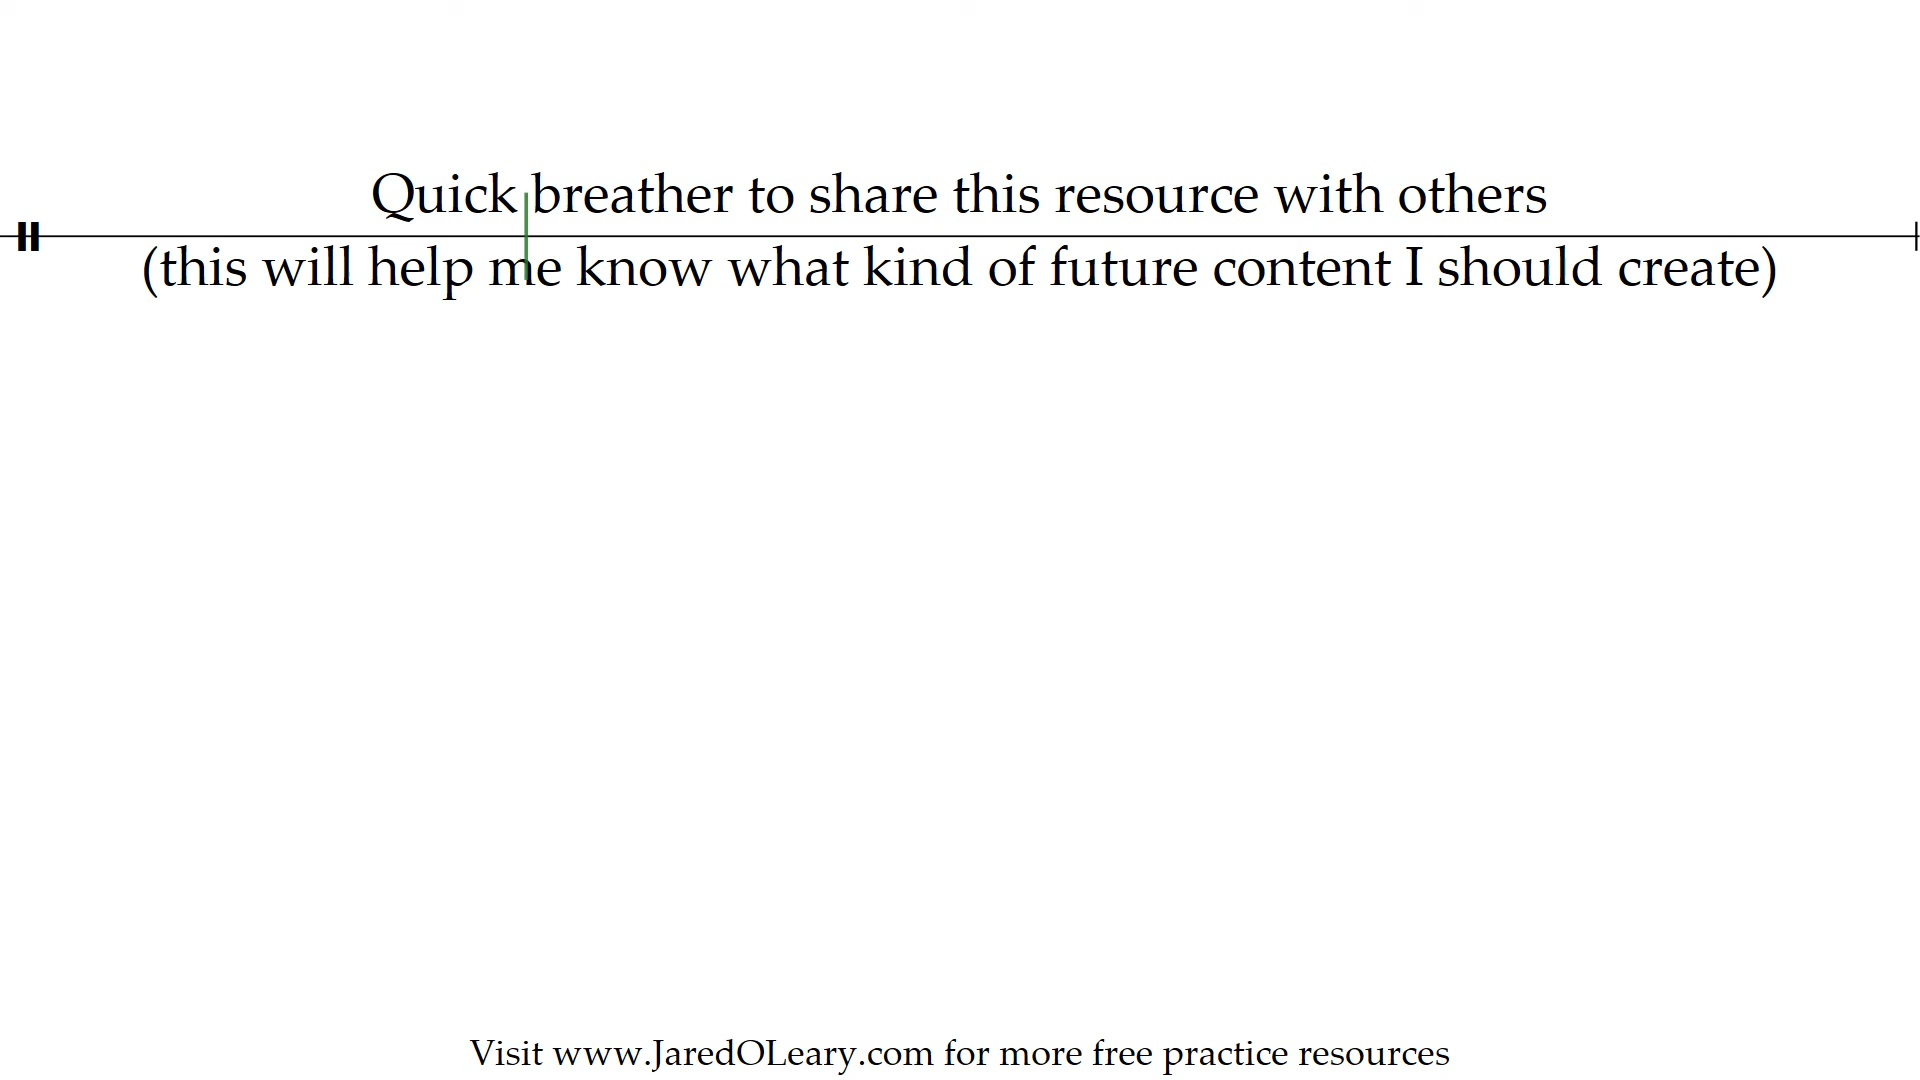 Quick breather to share this resource with others
(this will help me know what kind of future content I should create)
Visit www.JaredOLeary.com for more free practice resources